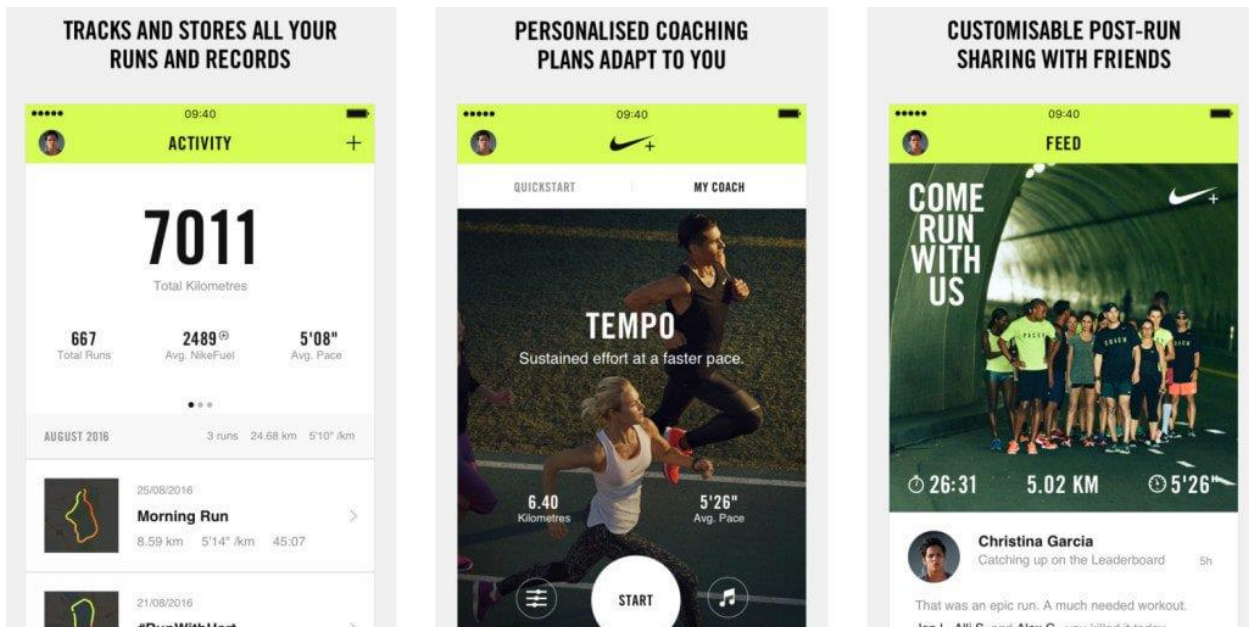 TRACKS AND STORES ALL YOUR
RUNS AND RECORDS
09:40
ACTIVITY
+
7011
Total Kilometres
667
Total Runs
2489
Avg. NikeFuel
5'08"
Avg. Pace
AUGUST 2016 3 runs 24.68 km 5'10" /km
25/08/2016
Morning Run
8.59 km 5'14" /km 45:07
21/08/2016
PERSONALISED COACHING
PLANS ADAPT TO YOU
09:40
+
QUICKSTART MY COACH
TEMPO
Sustained effort at a faster pace.
6.40
Kilometres
5'26"
Avg. Pace
START
CUSTOMISABLE POST-RUN
SHARING WITH FRIENDS
09:40
FEED
COME
RUN
WITH
US
+
PACER
COACH
COACH
26:31 5.02 KM 5'26"
Christina Garcia
Catching up on the Leaderboard 5h
That was an epic run. A much needed workout.